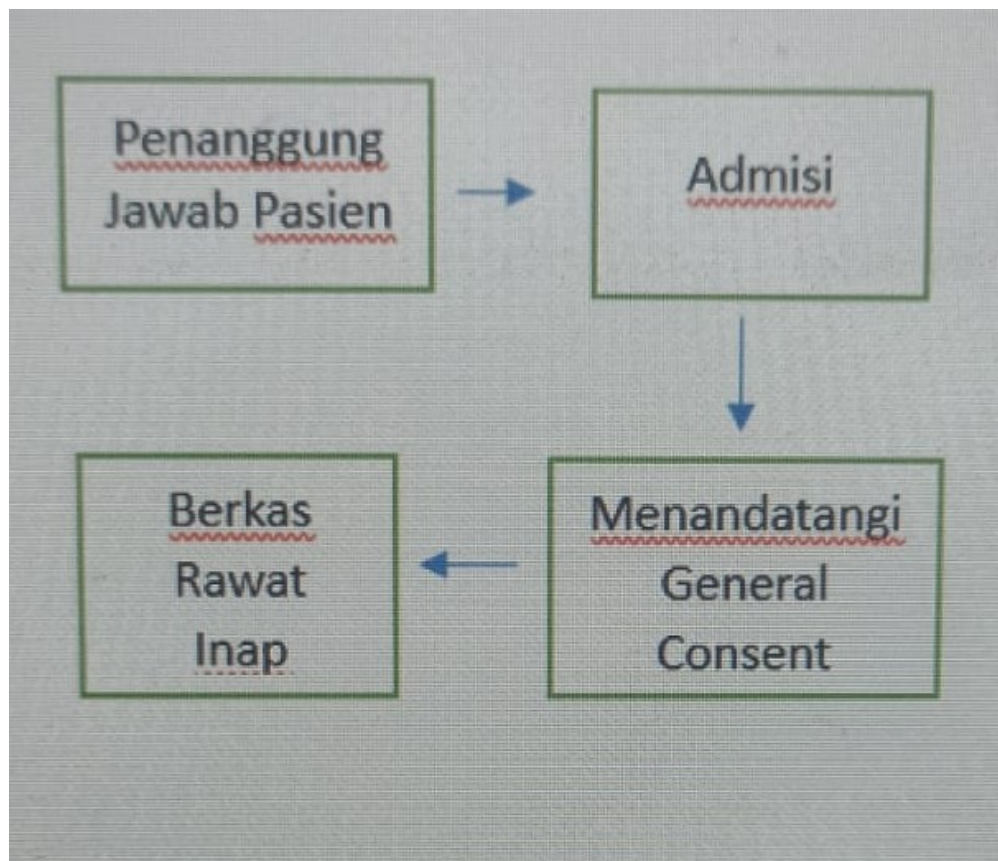 Penanggung
Jawab Pasien
Admisi
Menandatangi
General
Consent
Berkas
Rawat
Inap